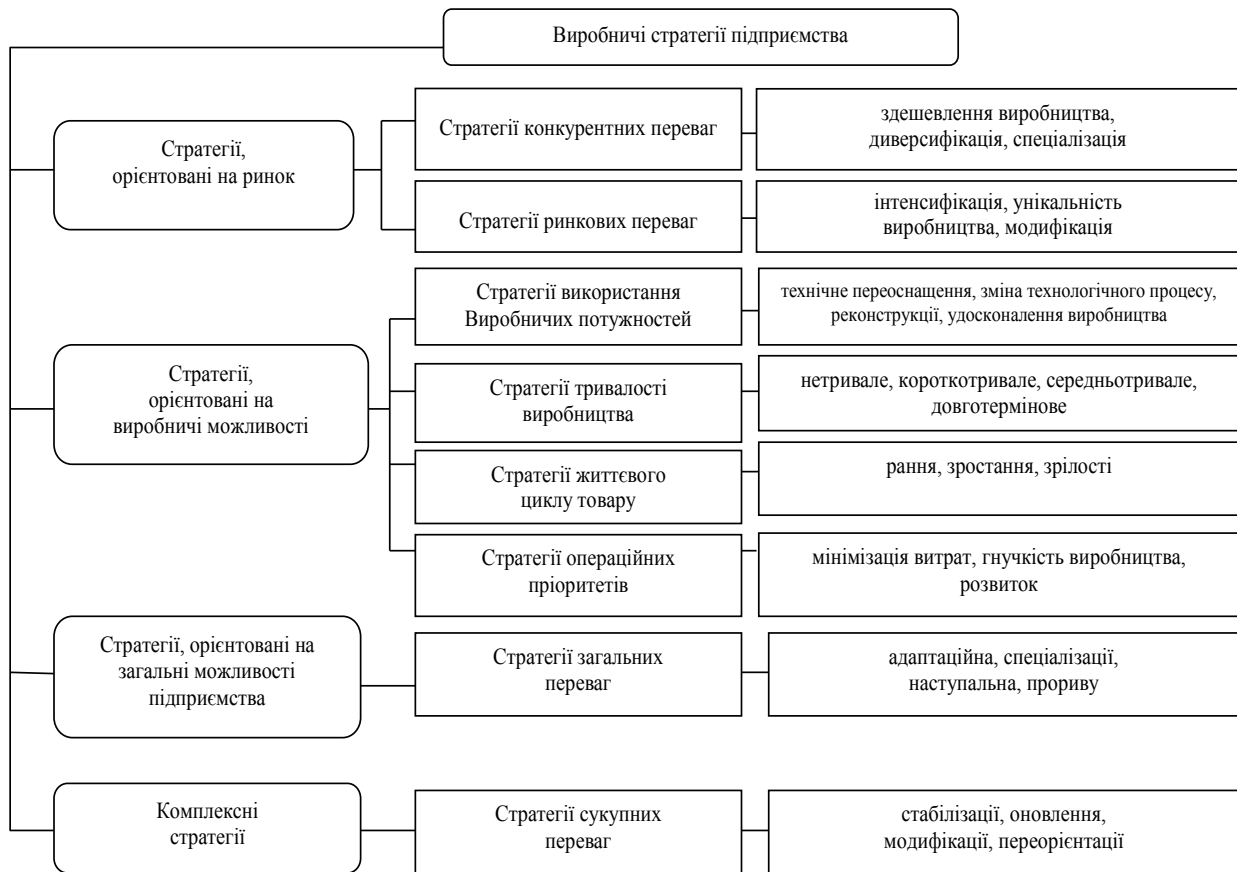 Виробничі стратегії підприємства
Стратегії,
орієнтовані на ринок
Стратегії конкурентних переваг
здешевлення виробництва,
диверсифікація, спеціалізація
Стратегії ринкових переваг
інтенсифікація, унікальність
виробництва, модифікація
Стратегії,
орієнтовані на
виробничі можливості
Стратегії використання
Виробничих потужностей
технічне переоснащення, зміна технологічного процесу,
реконструкції, удосконалення виробництва
Стратегії тривалості
виробництва
нетривале, короткотривале, середньотривале,
довготермінове
Стратегії життєвого
циклу товару
рання, зростання, зрілості
Стратегії операційних
пріоритетів
мінімізація витрат, гнучкість виробництва,
розвиток
Стратегії, орієнтовані на
загальні можливості
підприємства
Стратегії загальних
переваг
адаптаційна, спеціалізації,
наступальна, прориву
Комплексні
стратегії
Стратегії сукупних
переваг
стабілізації, оновлення,
модифікації, переорієнтації